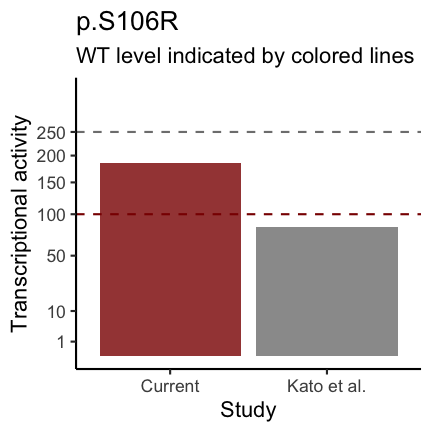 p.S106R
WT level indicated by colored lines
Transcriptional activity
250
200
150
100
50
10
1
Current
Kato et al.
Study